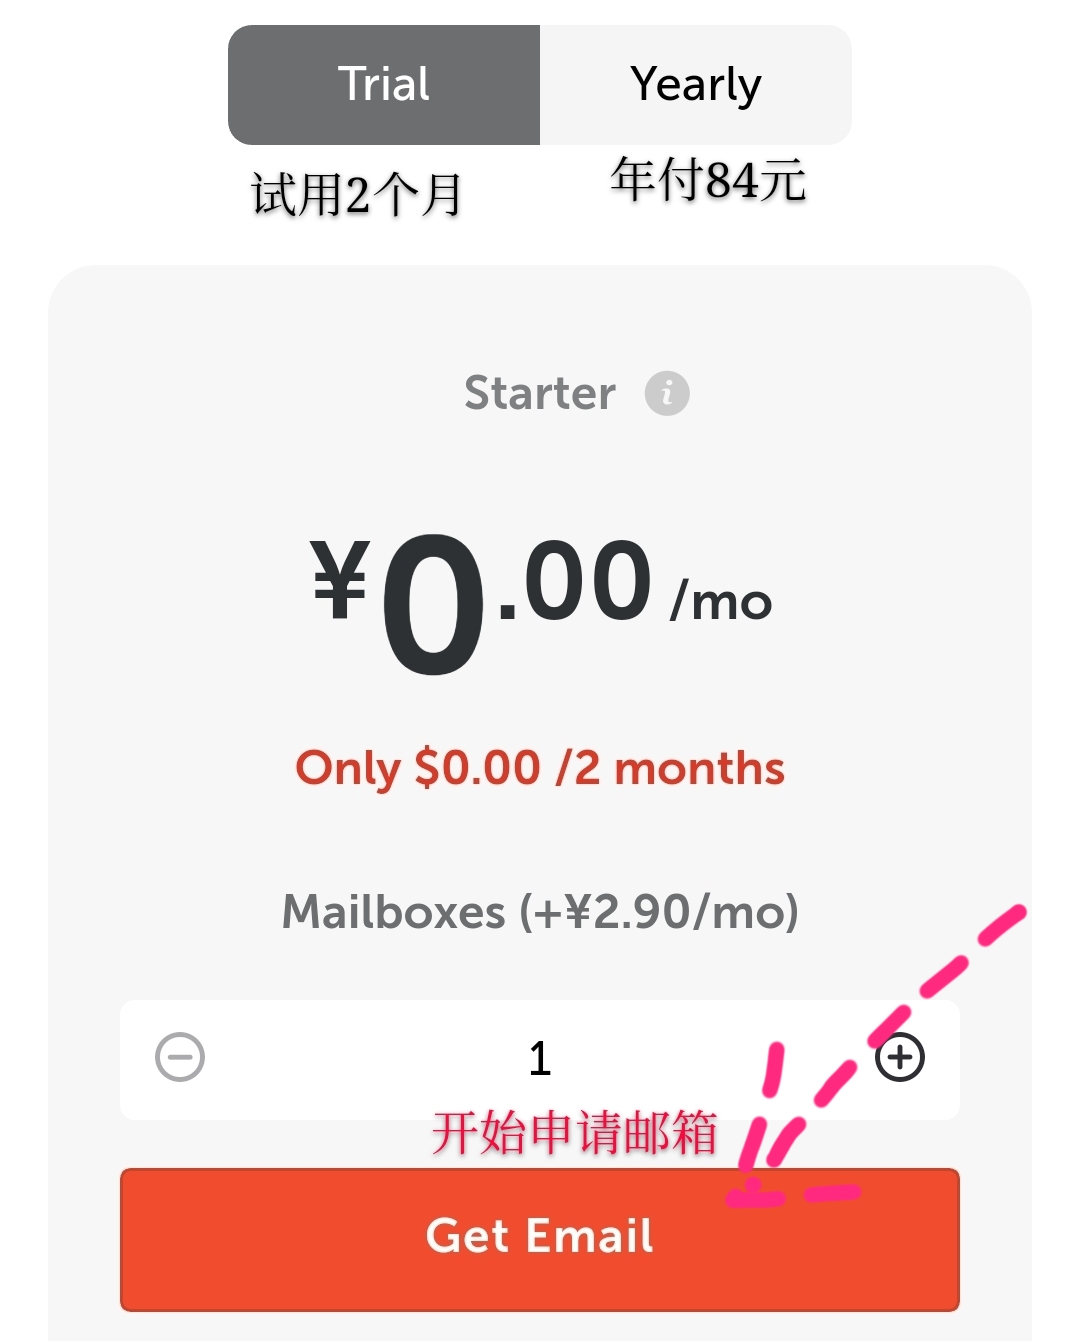 Trial Yearly
试用2个月 年付84元
Starter i
¥0.00 /mo
Only $0.00 /2 months
Mailboxes (+¥2.90/mo)
1
开始申请邮箱
Get Email